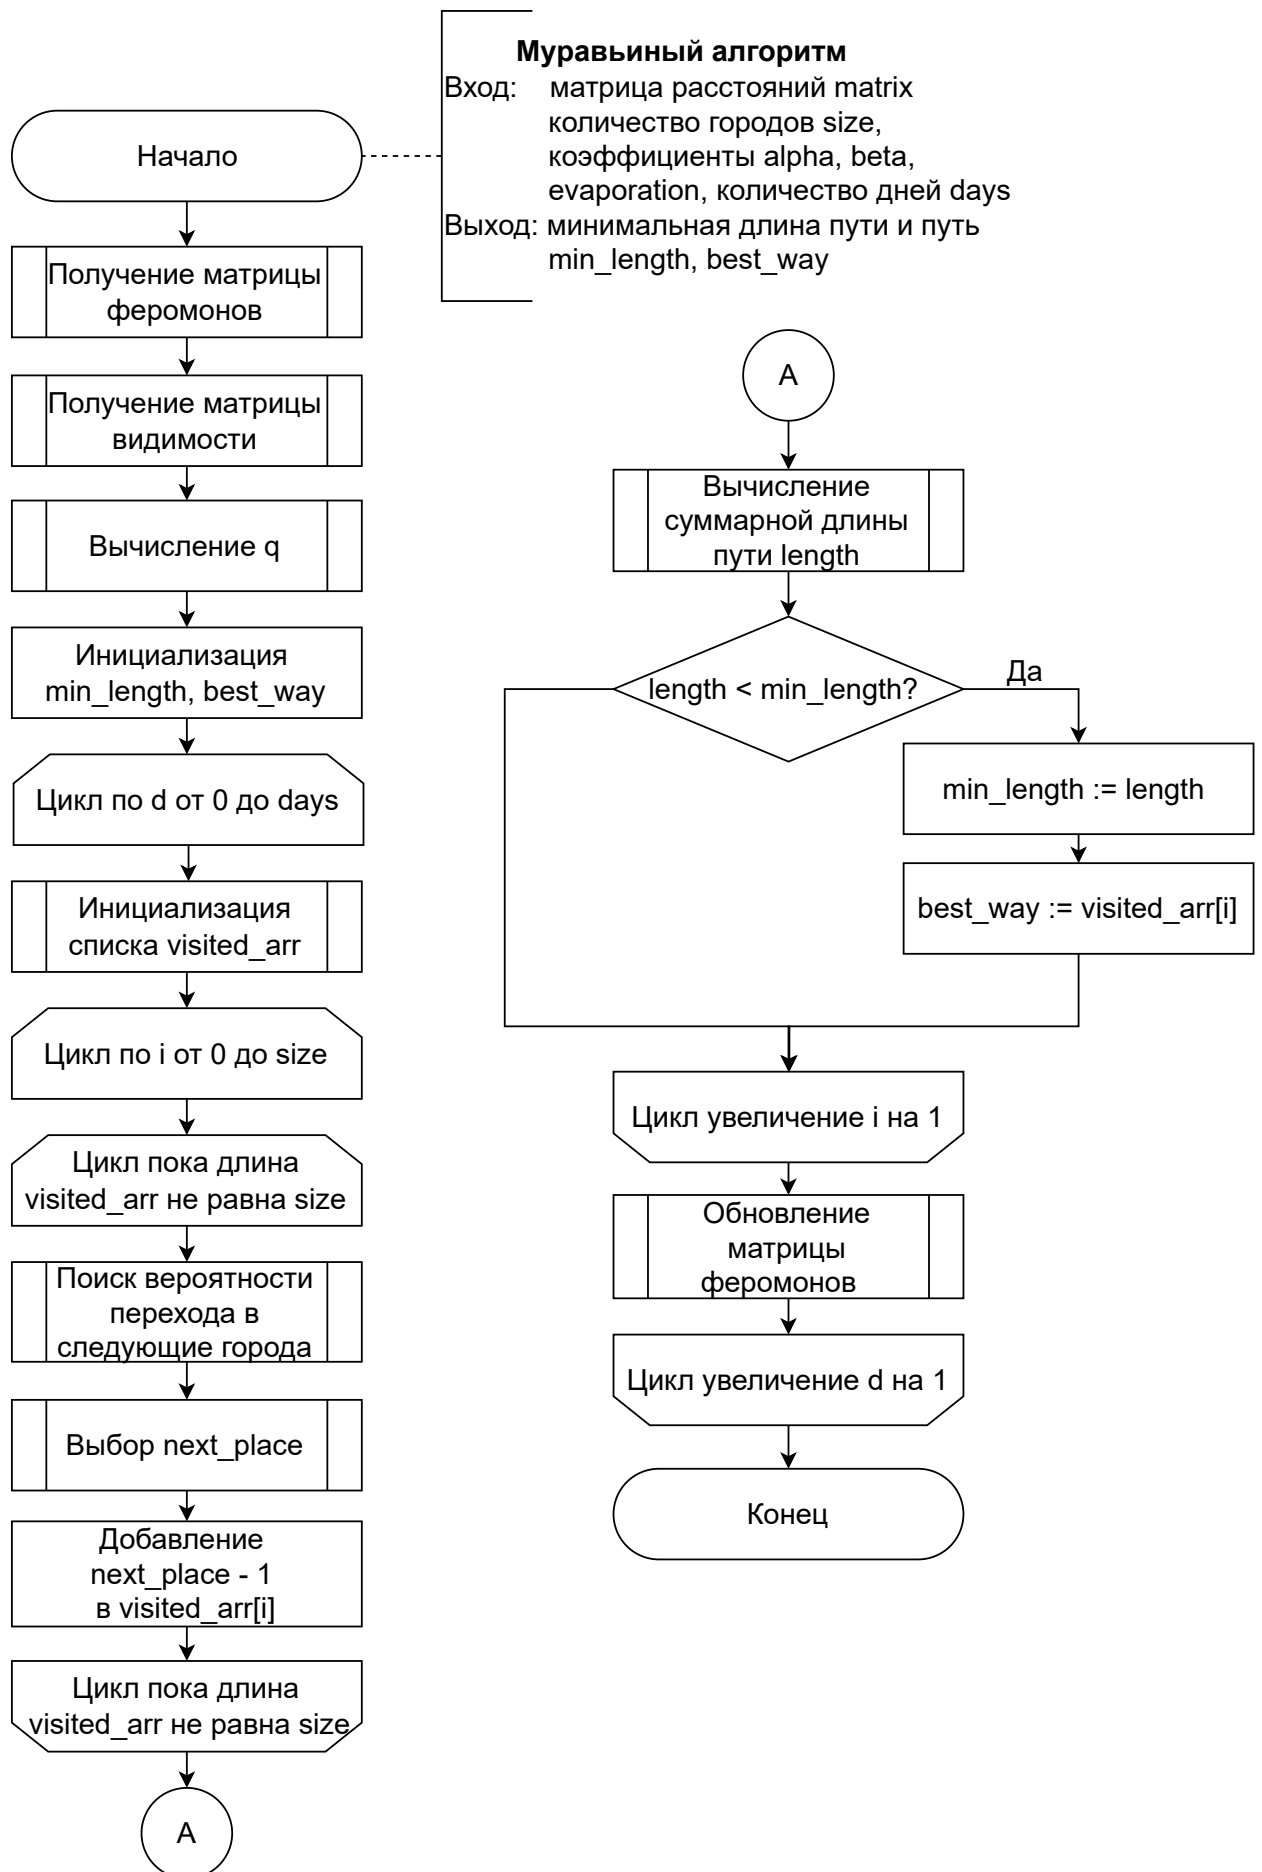 Муравьиный алгоритм
Вход: матрица расстояний matrix
количество городов size,
коэффициенты alpha, beta,
evaporation, количество дней days
Выход: минимальная длина пути и путь
min_length, best_way
Начало
Получение матрицы
феромонов
Получение матрицы
видимости
Вычисление q
Инициализация
min_length, best_way
Цикл по d от 0 до days
Инициализация
списка visited_arr
Цикл по i от 0 до size
Цикл пока длина
visited_arr не равна size
Поиск вероятности
перехода в
следующие города
Выбор next_place
Добавление
next_place - 1
в visited_arr[i]
Цикл пока длина
visited_arr не равна size
A
A
Вычисление
суммарной длины
пути length
length < min_length?
Да
min_length := length
best_way := visited_arr[i]
Цикл увеличение i на 1
Обновление
матрицы
феромонов
Цикл увеличение d на 1
Конец